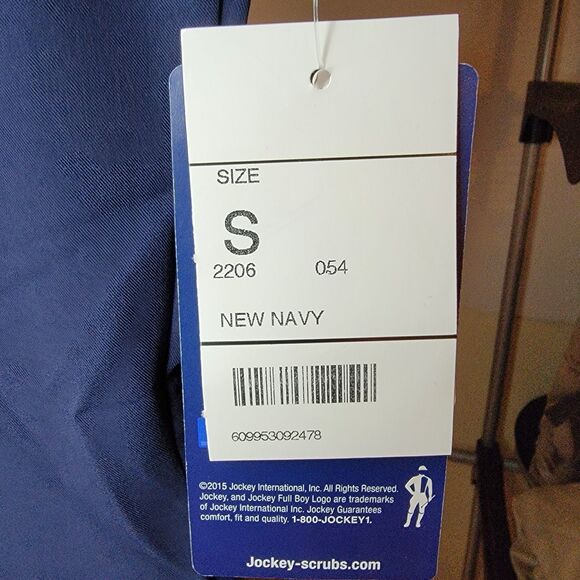 SIZE
S
2206 054
NEW NAVY
609953092478
©2015 Jockey International, Inc. All Rights Reserved.
Jockey, and Jockey Full Boy Logo are trademarks
of Jockey International Inc. Jockey Guarantees
comfort, fit and quality. 1-800-JOCKEY1.
Jockey-scrubs.com